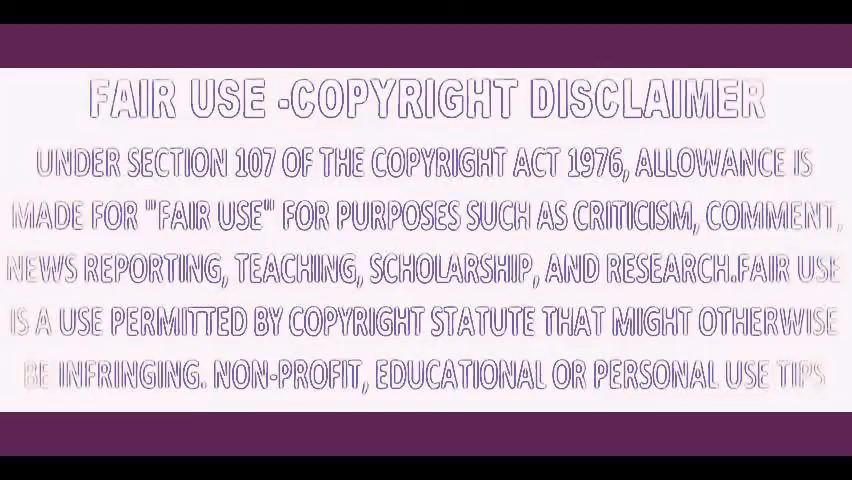 FAIR USE -COPYRIGHT DISCLAIMER
UNDER SECTION 107 OF THE COPYRIGHT ACT 1976, ALLOWANCE IS
MADE FOR "FAIR USE" FOR PURPOSES SUCH AS CRITICISM, COMMENT,
NEWS REPORTING, TEACHING, SCHOLARSHIP, AND RESEARCH.FAIR USE
IS A USE PERMITTED BY COPYRIGHT STATUTE THAT MIGHT OTHERWISE
BE INFRINGING. NON-PROFIT, EDUCATIONAL OR PERSONAL USE TIPS